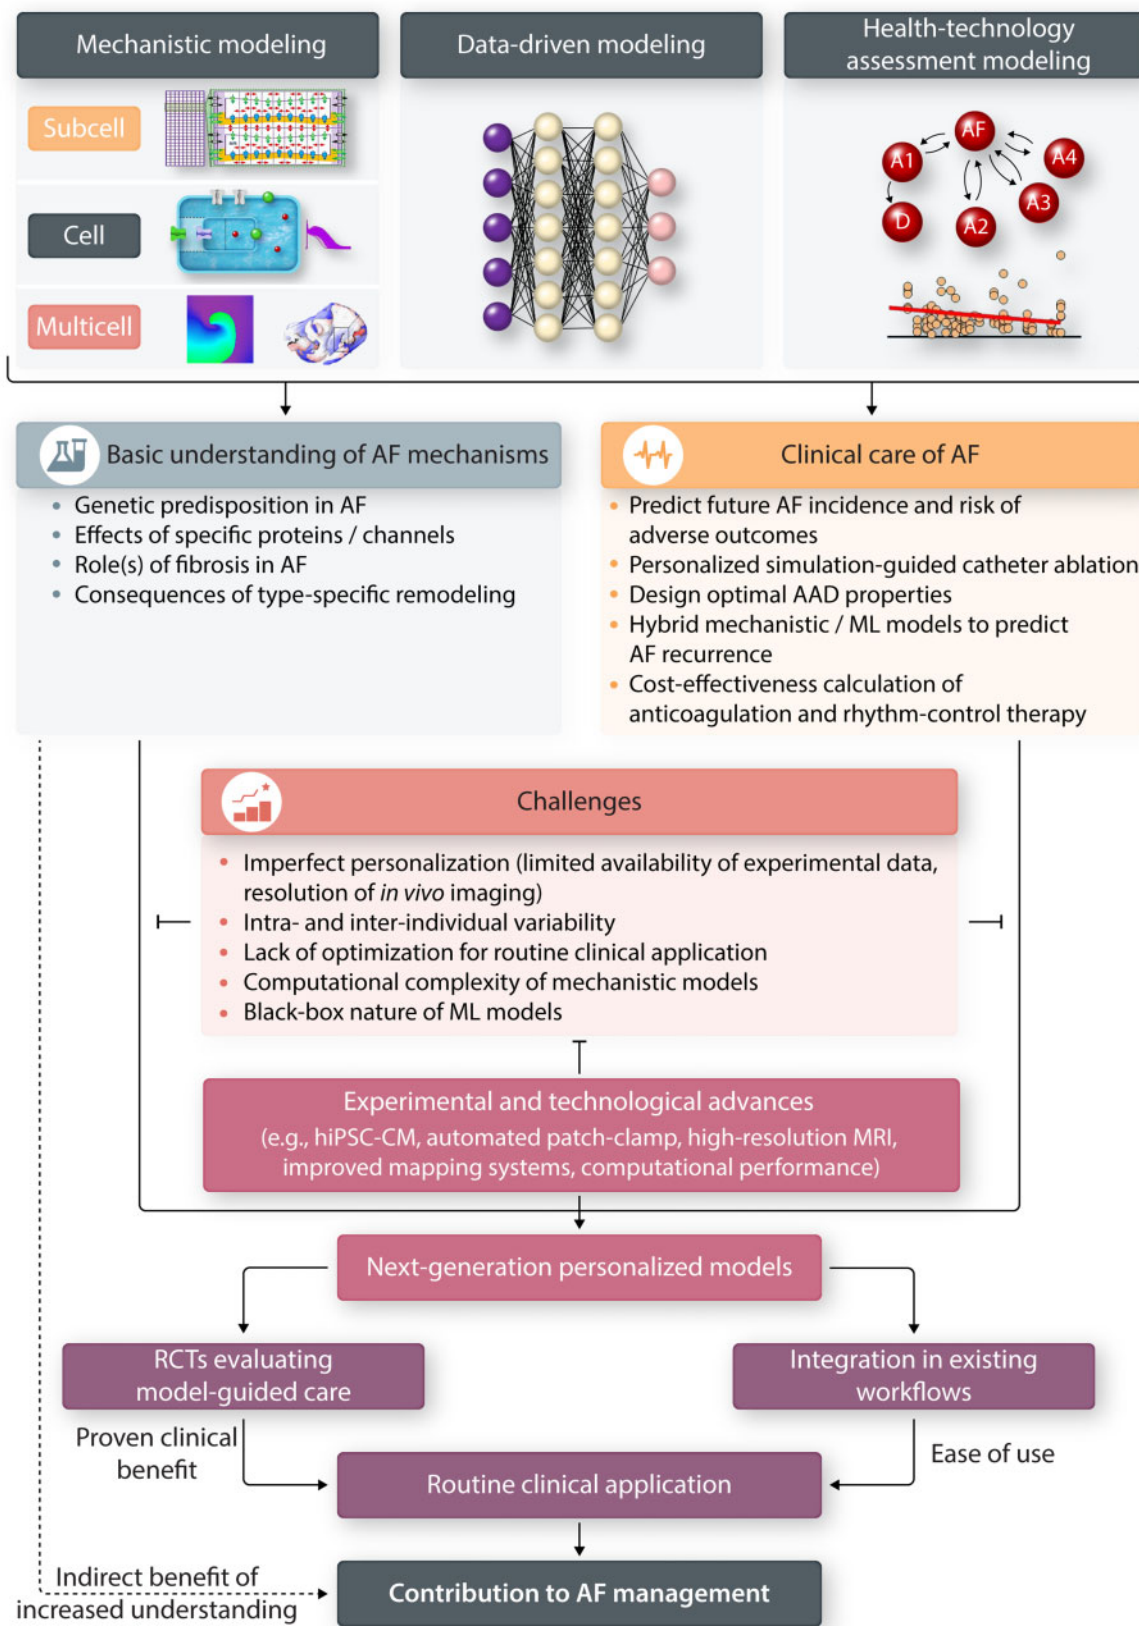 Mechanistic modeling
Data-driven modeling
Health-technology
assessment modeling
Subcell
Cell
Multicell
AF
A1
A4
A3
D
A2
Basic understanding of AF mechanisms
• Genetic predisposition in AF
• Effects of specific proteins / channels
• Role(s) of fibrosis in AF
• Consequences of type-specific remodeling
Clinical care of AF
• Predict future AF incidence and risk of
adverse outcomes
• Personalized simulation-guided catheter ablation
• Design optimal AAD properties
• Hybrid mechanistic / ML models to predict
AF recurrence
• Cost-effectiveness calculation of
anticoagulation and rhythm-control therapy
Challenges
• Imperfect personalization (limited availability of experimental data,
resolution of in vivo imaging)
• Intra- and inter-individual variability
• Lack of optimization for routine clinical application
• Computational complexity of mechanistic models
• Black-box nature of ML models
Experimental and technological advances
(e.g., hiPSC-CM, automated patch-clamp, high-resolution MRI,
improved mapping systems, computational performance)
Next-generation personalized models
RCTs evaluating
model-guided care
Integration in existing
workflows
Proven clinical
benefit
Ease of use
Routine clinical application
Indirect benefit of
increased understanding
Contribution to AF management